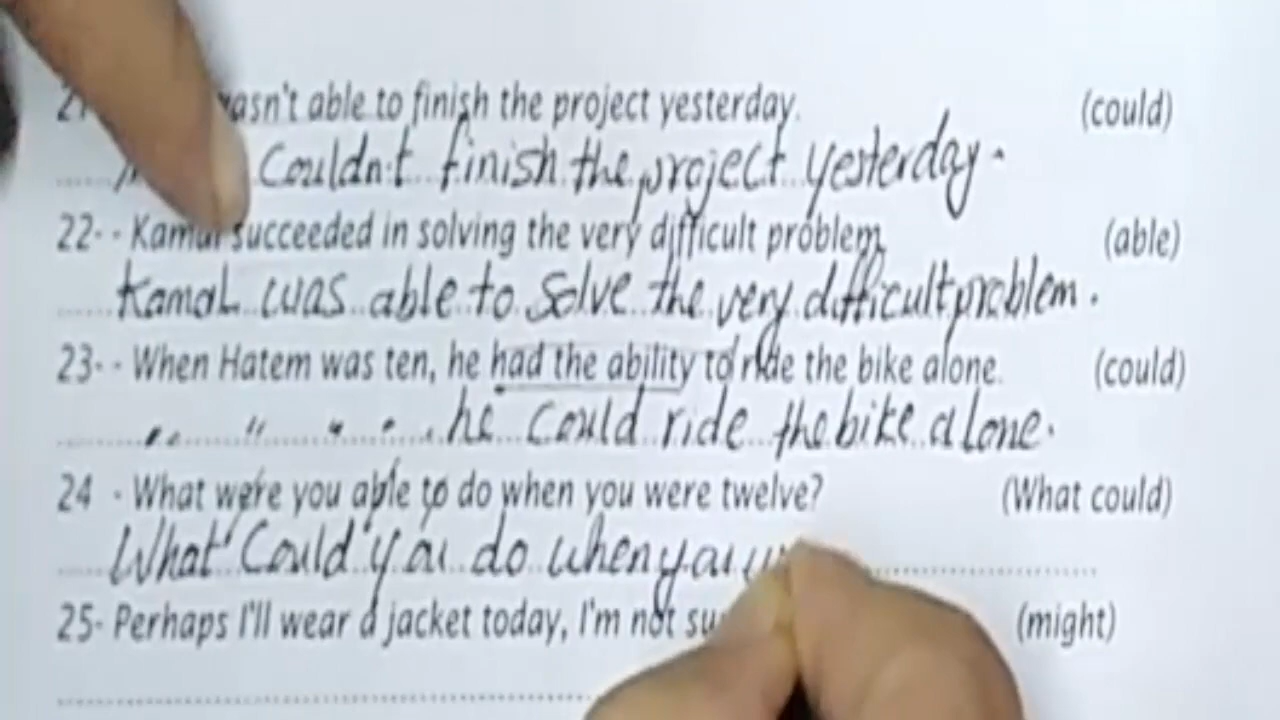 wasn't able to finish the project yesterday. (could)
Couldn't finish the project yesterday.
22- - Kamal succeeded in solving the very difficult problem (able)
Kamal was able to solve the very difficult problem.
23- - When Hatem was ten, he had the ability to ride the bike alone. (could)
" " " " , he could ride the bike alone.
24 - What were you able to do when you were twelve? (What could)
What Could you do when you
25- Perhaps I'll wear a jacket today, I'm not su (might)